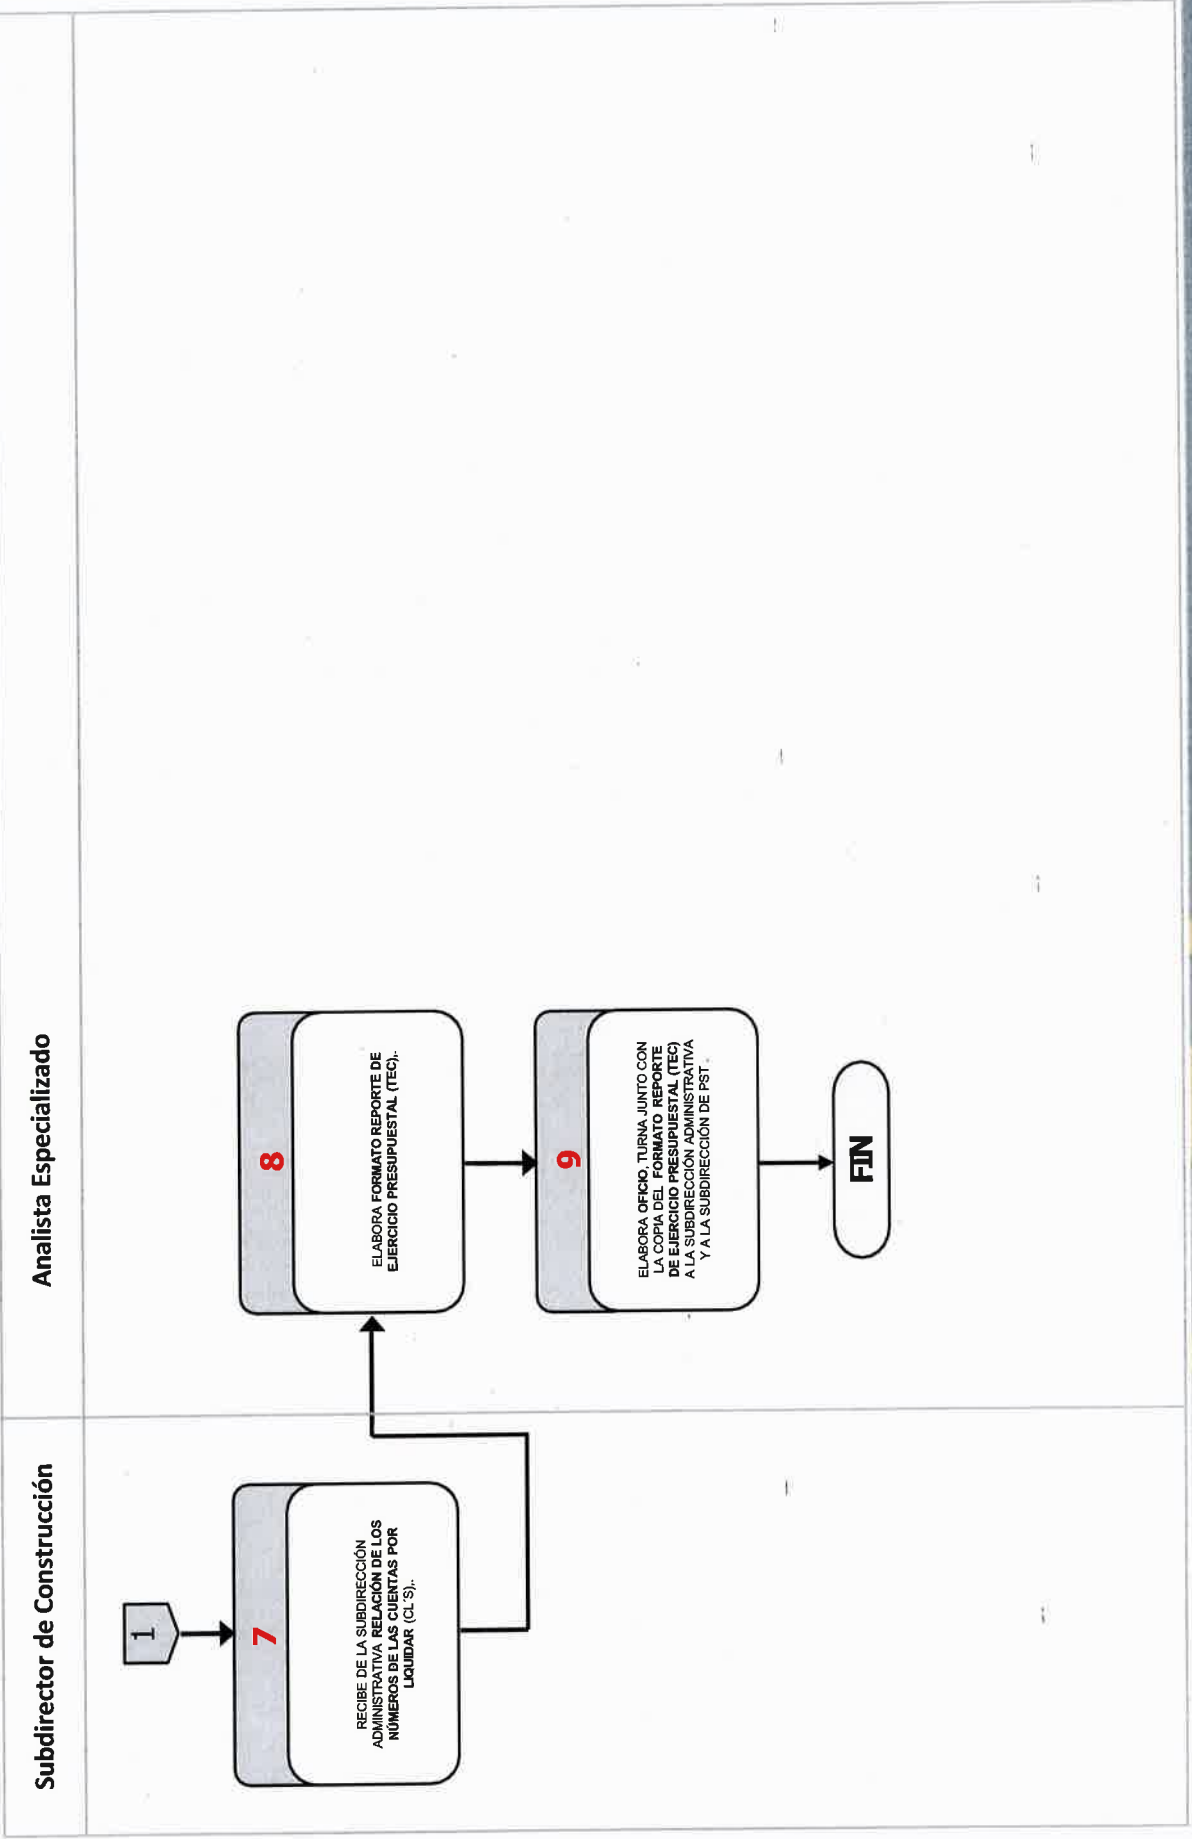 Subdirector de Construcción
Analista Especializado
1
7
RECIBE DE LA SUBDIRECCIÓN
ADMINISTRATIVA RELACIÓN DE LOS
NÚMEROS DE LAS CUENTAS POR
LIQUIDAR (CL´S),.
8
ELABORA FORMATO REPORTE DE
EJERCICIO PRESUPUESTAL (TEC),.
9
ELABORA OFICIO, TURNA JUNTO CON
LA COPIA DEL FORMATO REPORTE
DE EJERCICIO PRESUPUESTAL (TEC)
A LA SUBDIRECCIÓN ADMINISTRATIVA
Y A LA SUBDIRECCIÓN DE PST .
FIN